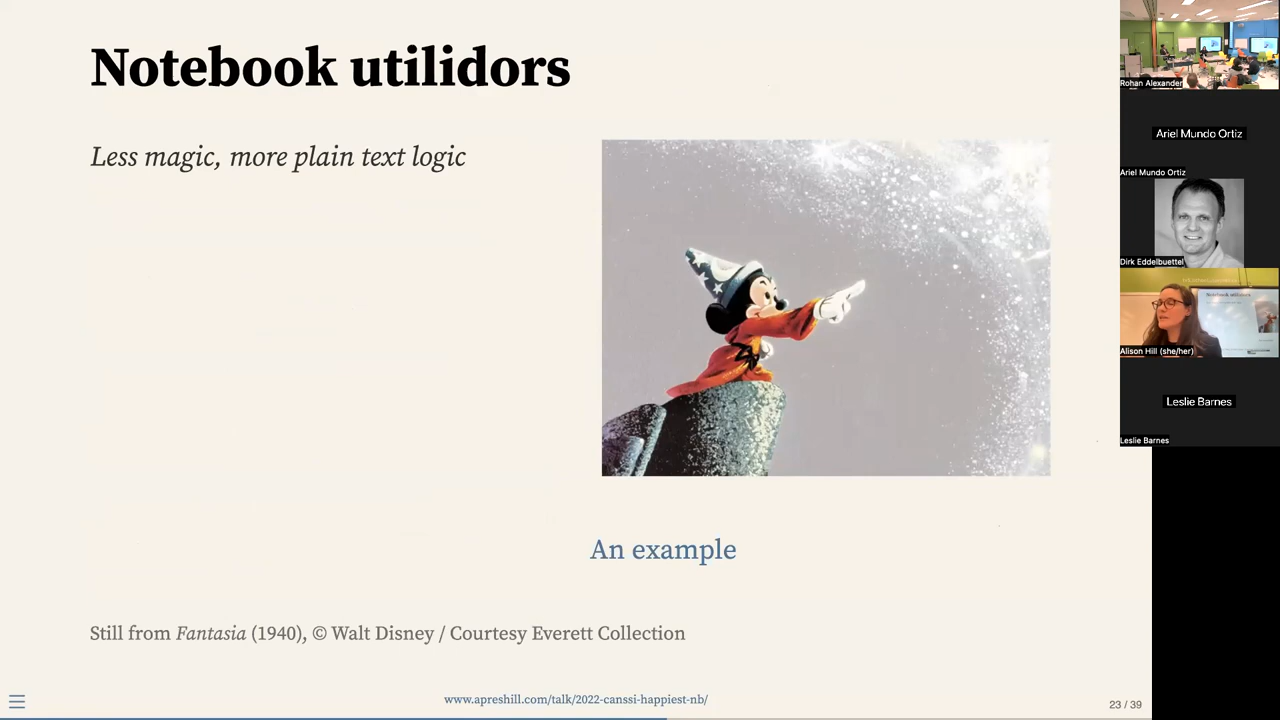 Notebook utilidors
Less magic, more plain text logic
An example
Still from Fantasia (1940), © Walt Disney / Courtesy Everett Collection
www.apreshill.com/talk/2022-canssi-happiest-nb/
23 / 39
Rohan Alexander
Ariel Mundo Ortiz
Ariel Mundo Ortiz
Dirk Eddelbuettel
Notebook utilidors
Alison Hill (she/her)
Leslie Barnes
Leslie Barnes